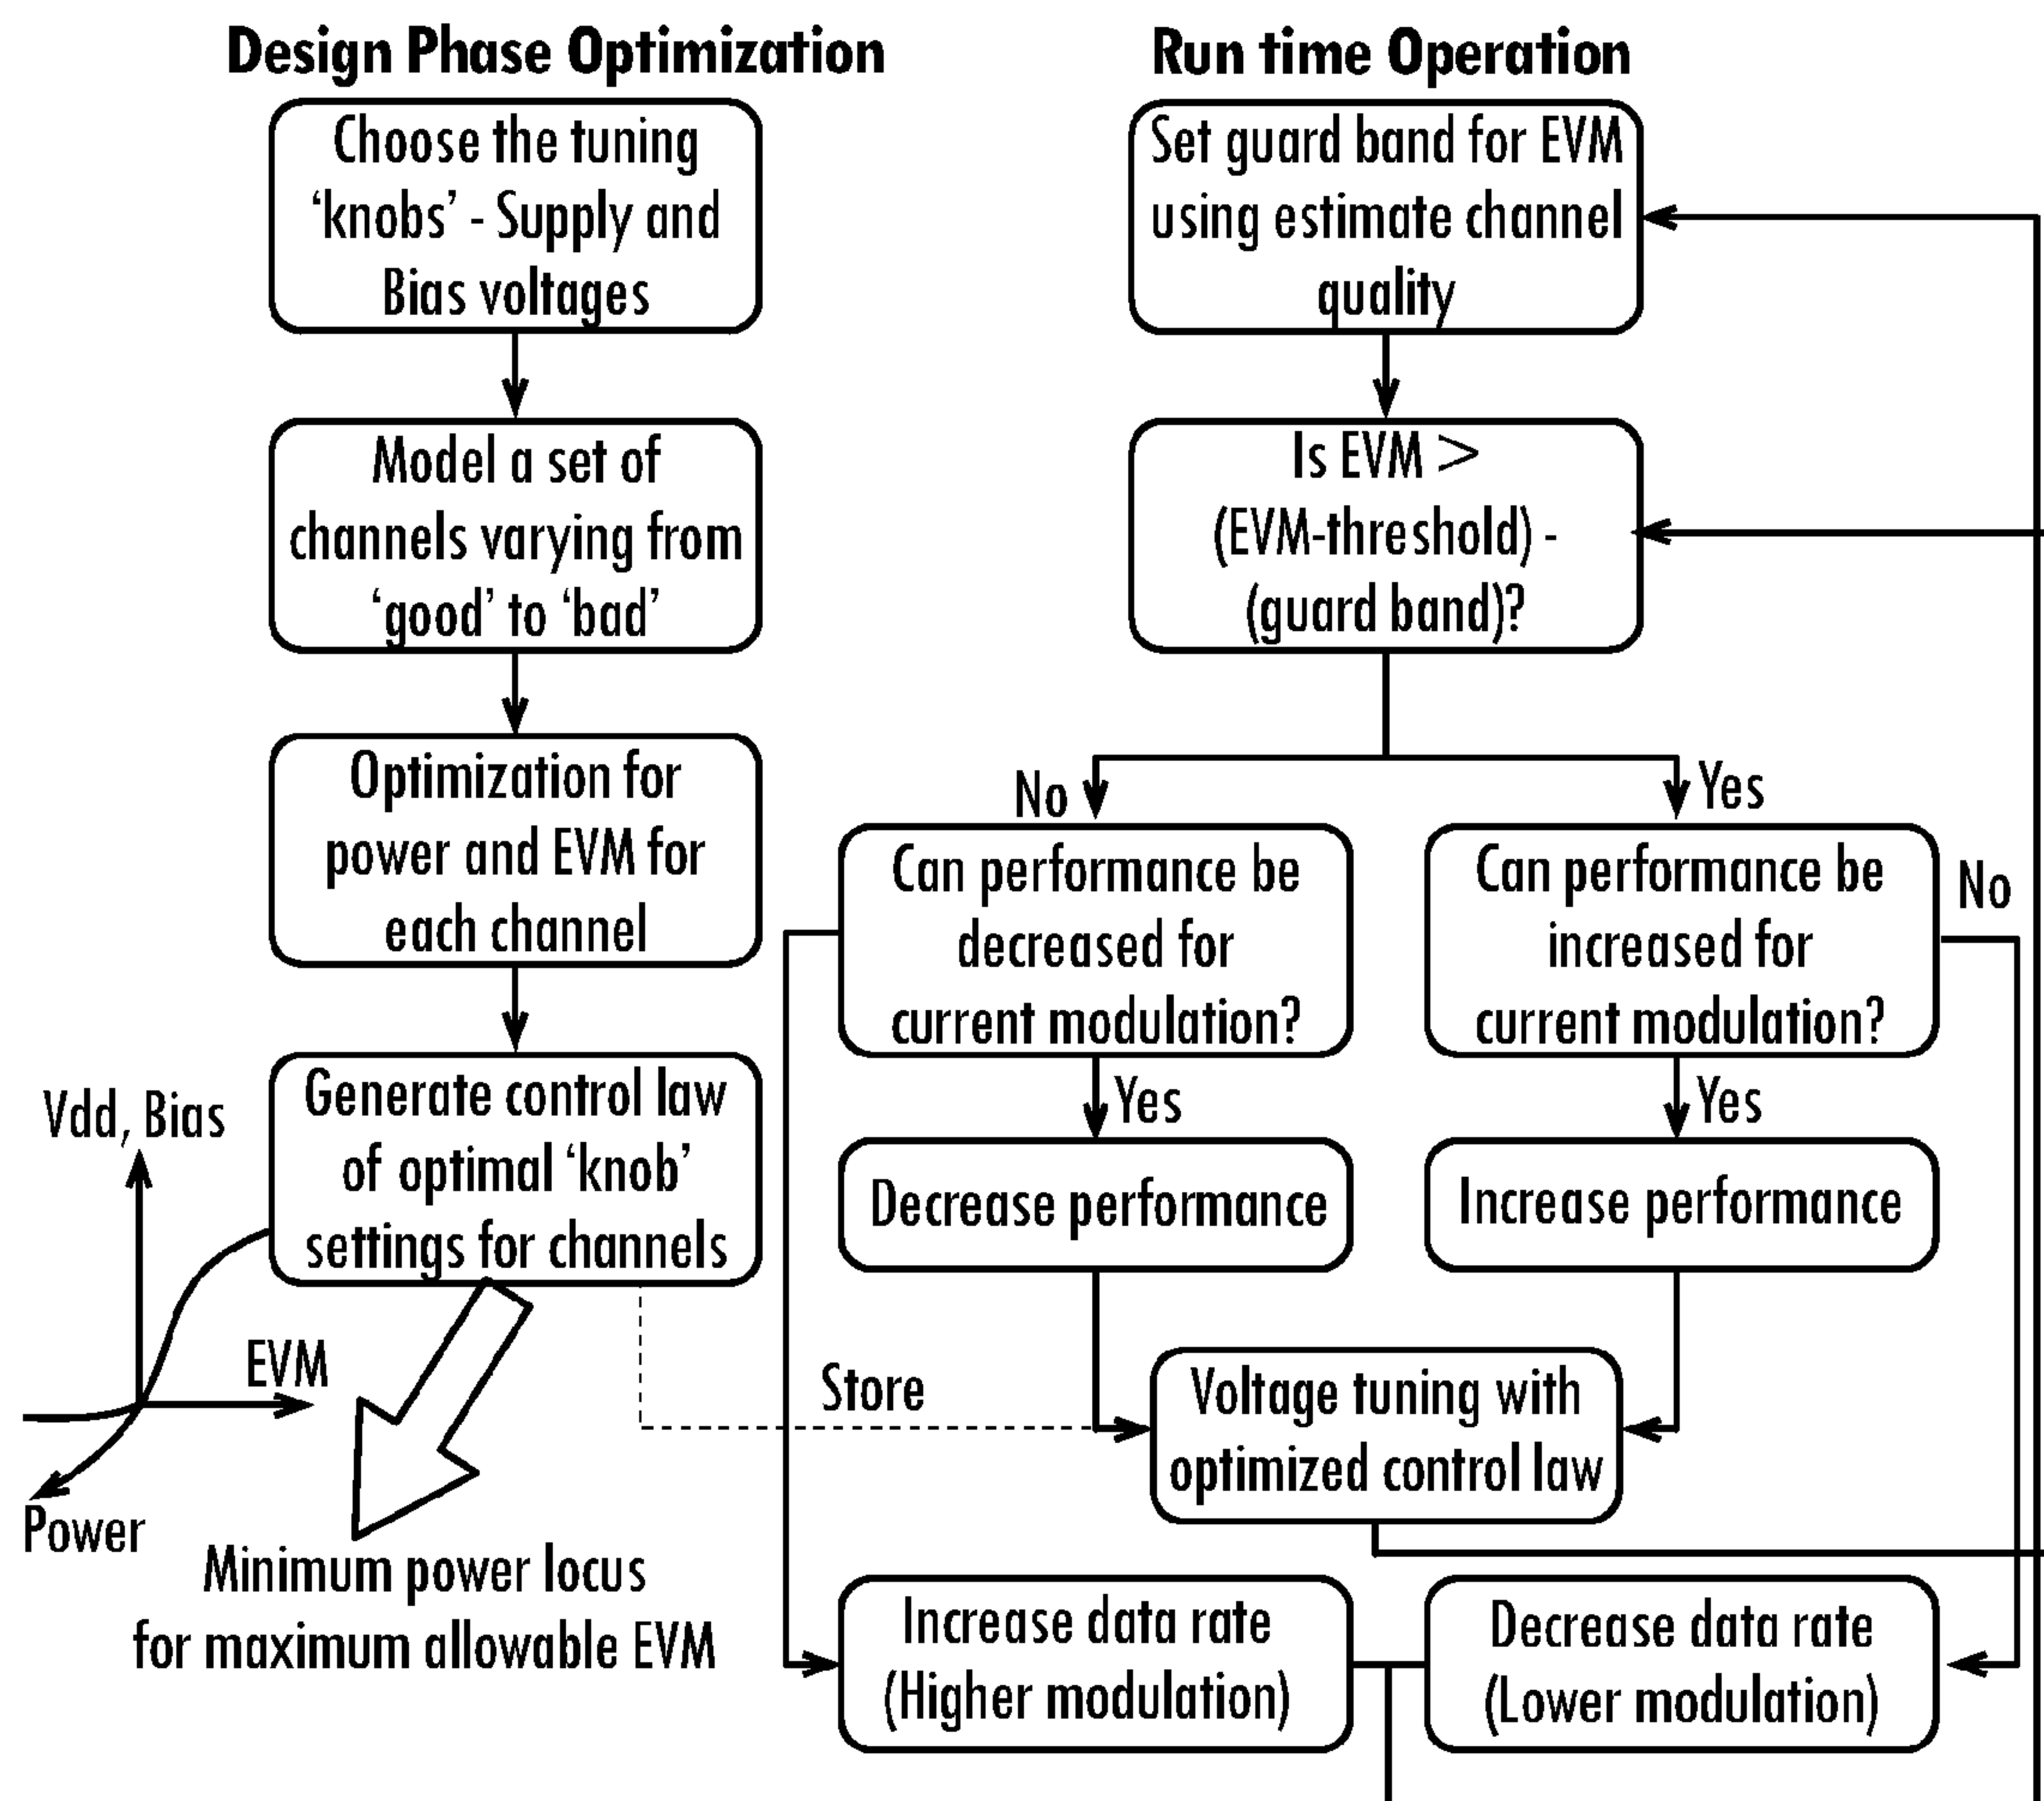 Design Phase Optimization
Choose the tuning
‘knobs’ - Supply and
Bias voltages
Model a set of
channels varying from
‘good’ to ‘bad’
Optimization for
power and EVM for
each channel
Generate control law
of optimal ‘knob’
settings for channels
Vdd, Bias
EVM
Power
Minimum power locus
for maximum allowable EVM
Store
Run time Operation
Set guard band for EVM
using estimate channel
quality
Is EVM >
(EVM-threshold) -
(guard band)?
No
Yes
Can performance be
decreased for
current modulation?
Can performance be
increased for
current modulation?
No
Yes
Yes
Decrease performance
Increase performance
Voltage tuning with
optimized control law
Increase data rate
(Higher modulation)
Decrease data rate
(Lower modulation)